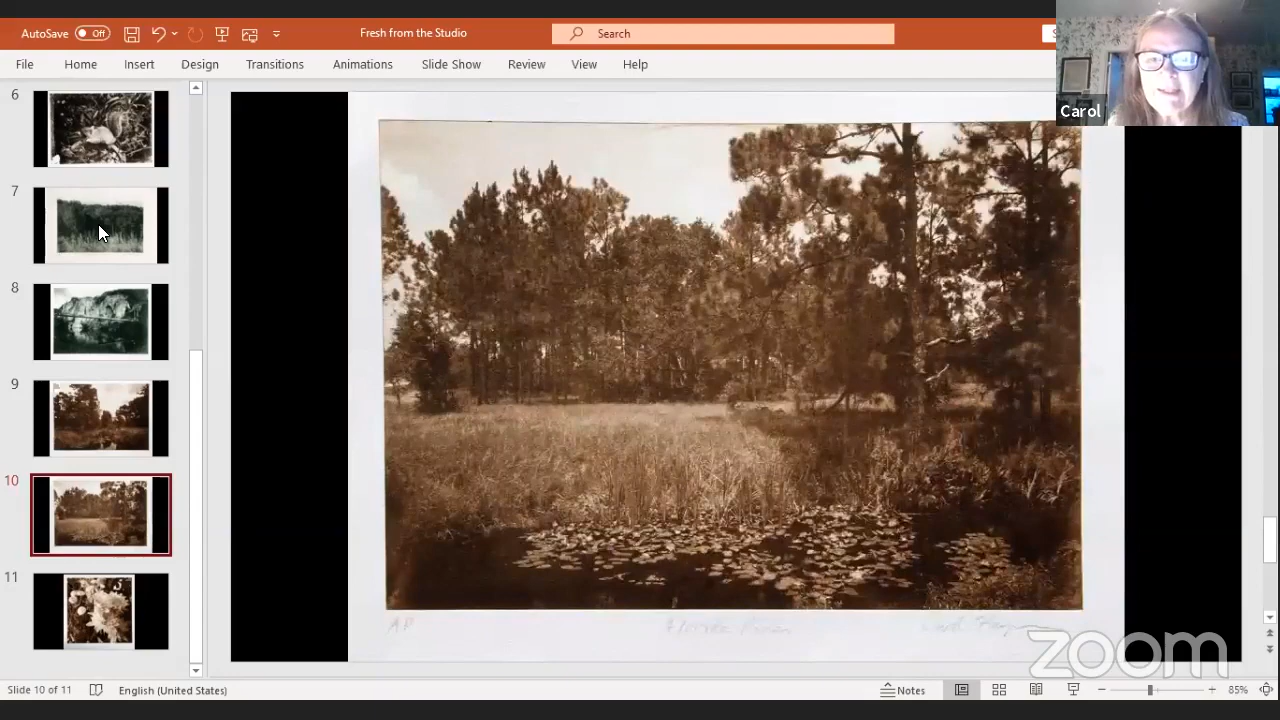 AutoSave Off Fresh from the Studio Search
File Home Insert Design Transitions Animations Slide Show Review View Help
Carol
6
7
8
9
10
11
AP
zoom
Slide 10 of 11 English (United States) Notes 85%